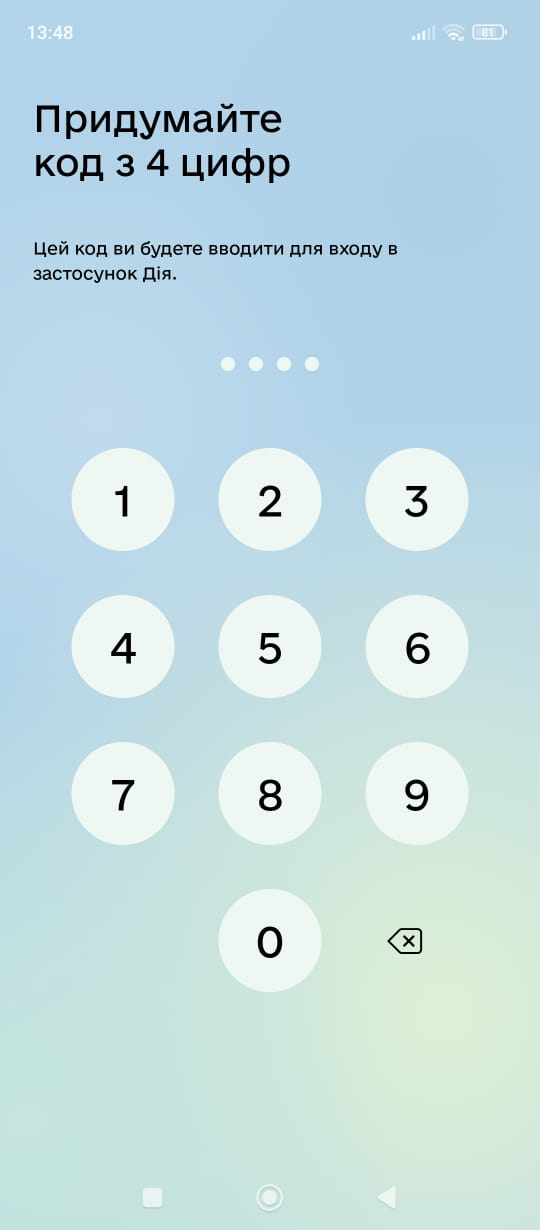 13:48
81
Придумайте
код з 4 цифр
Цей код ви будете вводити для входу в
застосунок Дія.
1 2 3
4 5 6
7 8 9
0